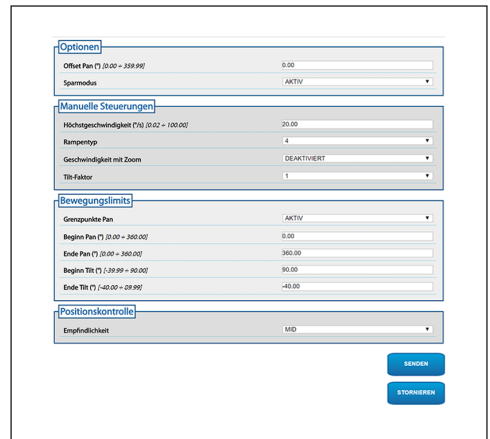 Optionen
Offset Pan (°) [0.00 ÷ 359.99] 0.00
Sparmodus AKTIV
Manuelle Steuerungen
Höchstgeschwindigkeit (°/s) [0.02 ÷ 100.00] 20.00
Rampentyp 4
Geschwindigkeit mit Zoom DEAKTIVIERT
Tilt-Faktor 1
Bewegungslimits
Grenzpunkte Pan AKTIV
Beginn Pan (°) [0.00 ÷ 360.00] 0.00
Ende Pan (°) [0.00 ÷ 360.00] 360.00
Beginn Tilt (°) [-39.99 ÷ 90.00] 90.00
Ende Tilt (°) [-40.00 ÷ 89.99] -40.00
Positionskontrolle
Empfindlichkeit MID
SENDEN
STORNIEREN